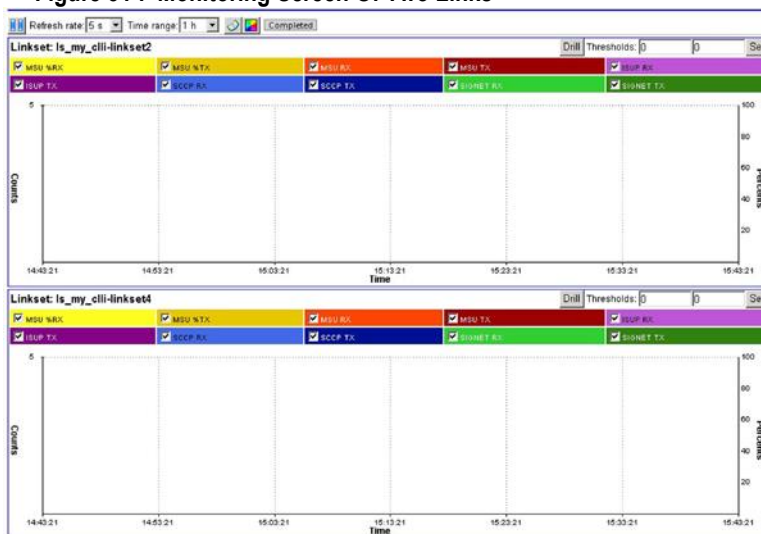 Monitoring Screen Of Two Links
Refresh rate: 5 s Time range: 1 h Completed
Linkset: ls_my_clli-linkset2 Drill Thresholds: 0 0 Se
MSU %RX MSU %TX MSU RX MSU TX ISUP RX
ISUP TX SCCP RX SCCP TX SIGNET RX SIGNET TX
5 100
80
60
40
20
Counts
Percents
14:43:21 14:53:21 15:03:21 15:13:21 15:23:21 15:33:21 15:43:21
Time
Linkset: ls_my_clli-linkset4 Drill Thresholds: 0 0 Se
MSU %RX MSU %TX MSU RX MSU TX ISUP RX
ISUP TX SCCP RX SCCP TX SIGNET RX SIGNET TX
5 100
80
60
40
20
Counts
Percents
14:43:21 14:53:21 15:03:21 15:13:21 15:23:21 15:33:21 15:43:21
Time